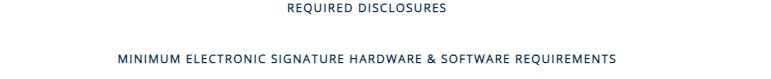 REQUIRED DISCLOSURES
MINIMUM ELECTRONIC SIGNATURE HARDWARE & SOFTWARE REQUIREMENTS